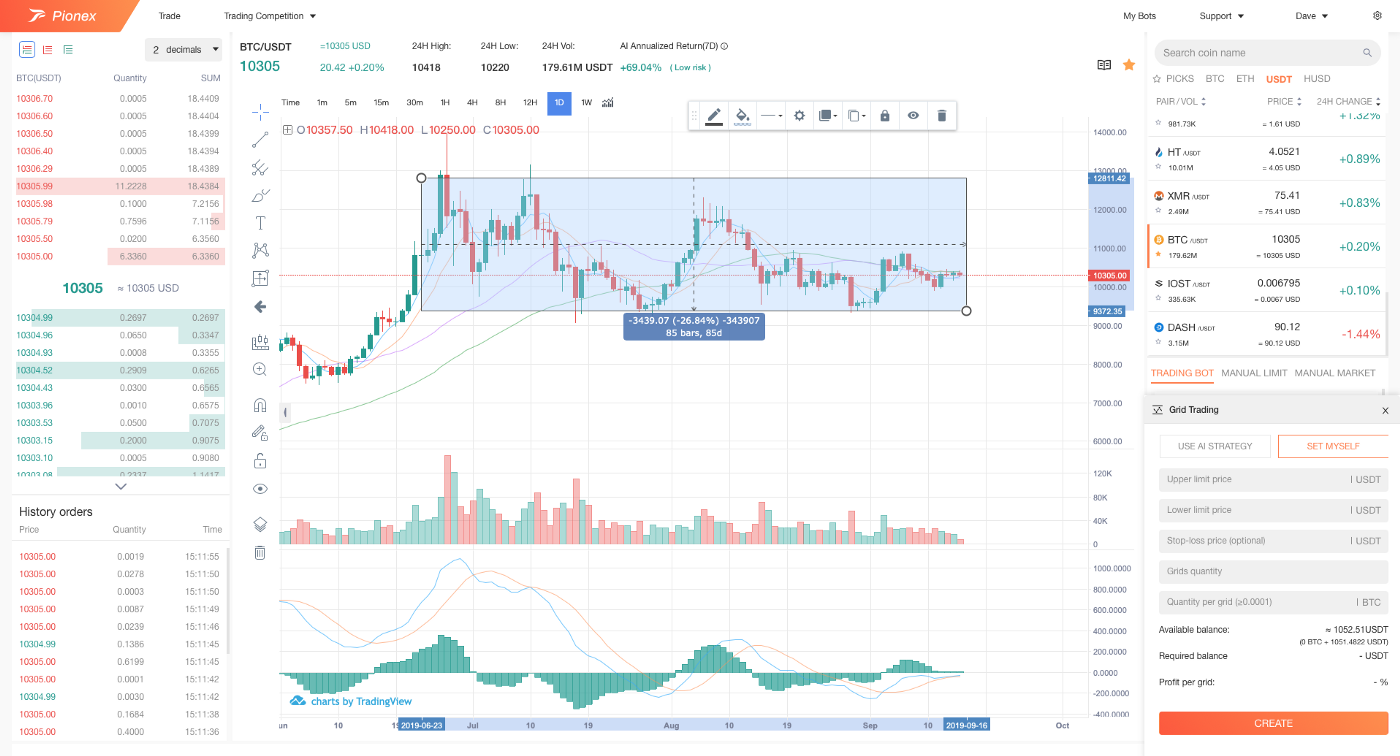 Pionex
Trade
Trading Competition
My Bots
Support
Dave
2 decimals
BTC(USDT) Quantity SUM
10306.70 0.0005 18.4409
10306.60 0.0005 18.4404
10306.50 0.0005 18.4399
10306.40 0.0005 18.4394
10306.29 0.0005 18.4389
10305.99 11.2228 18.4384
10305.98 0.1000 7.2156
10305.79 0.7596 7.1156
10305.50 0.0200 6.3560
10305.00 6.3360 6.3360
10305 ≈ 10305 USD
10304.99 0.2697 0.2697
10304.96 0.0650 0.3347
10304.93 0.0008 0.3355
10304.52 0.2909 0.6265
10304.43 0.0300 0.6565
10303.96 0.0010 0.6575
10303.53 0.0500 0.7075
10303.15 0.2000 0.9075
10303.10 0.0005 0.9080
10303.08 0.2337 1.1417
History orders
Price Quantity Time
10305.00 0.0019 15:11:55
10305.00 0.0278 15:11:50
10305.00 0.0003 15:11:50
10305.00 0.0087 15:11:49
10305.00 0.0239 15:11:46
10304.99 0.1386 15:11:45
10305.00 0.6199 15:11:45
10305.00 0.0001 15:11:42
10304.99 0.0030 15:11:42
10305.00 0.1684 15:11:38
10305.00 0.4000 15:11:36
BTC/USDT ≈10305 USD 24H High: 24H Low: 24H Vol: AI Annualized Return(7D)
10305 20.42 +0.20% 10418 10220 179.61M USDT +69.04% ( Low risk )
Time 1m 5m 15m 30m 1H 4H 8H 12H 1D 1W
O10357.50 H10418.00 L10250.00 C10305.00
14000.00
13000.00
12811.42
12000.00
11000.00
10305.00
10000.00
9372.35
9000.00
8000.00
7000.00
6000.00
-3439.07 (-26.84%) -343907
85 bars, 85d
120K
80K
40K
0
1000.0000
800.0000
600.0000
400.0000
200.0000
0.0000
-200.0000
-400.0000
charts by TradingView
un 10 19 2019-06-23 Jul 10 19 Aug 10 19 Sep 10 2019-09-16 Oct
Search coin name
PICKS BTC ETH USDT HUSD
PAIR / VOL PRICE 24H CHANGE
+1.32%
981.73K = 1.61 USD
HT /USDT 4.0521 +0.89%
10.01M = 4.05 USD
XMR /USDT 75.41 +0.83%
2.49M = 75.41 USD
BTC /USDT 10305 +0.20%
179.62M = 10305 USD
IOST /USDT 0.006795 +0.10%
335.63K = 0.0067 USD
DASH /USDT 90.12 -1.44%
3.15M = 90.12 USD
TRADING BOT MANUAL LIMIT MANUAL MARKET
Grid Trading X
USE AI STRATEGY SET MYSELF
Upper limit price | USDT
Lower limit price | USDT
Stop-loss price (optional) | USDT
Grids quantity
Quantity per grid (≥0.0001) | BTC
Available balance: ≈ 1052.51USDT
(0 BTC + 1051.4822 USDT)
Required balance - USDT
Profit per grid: - %
CREATE